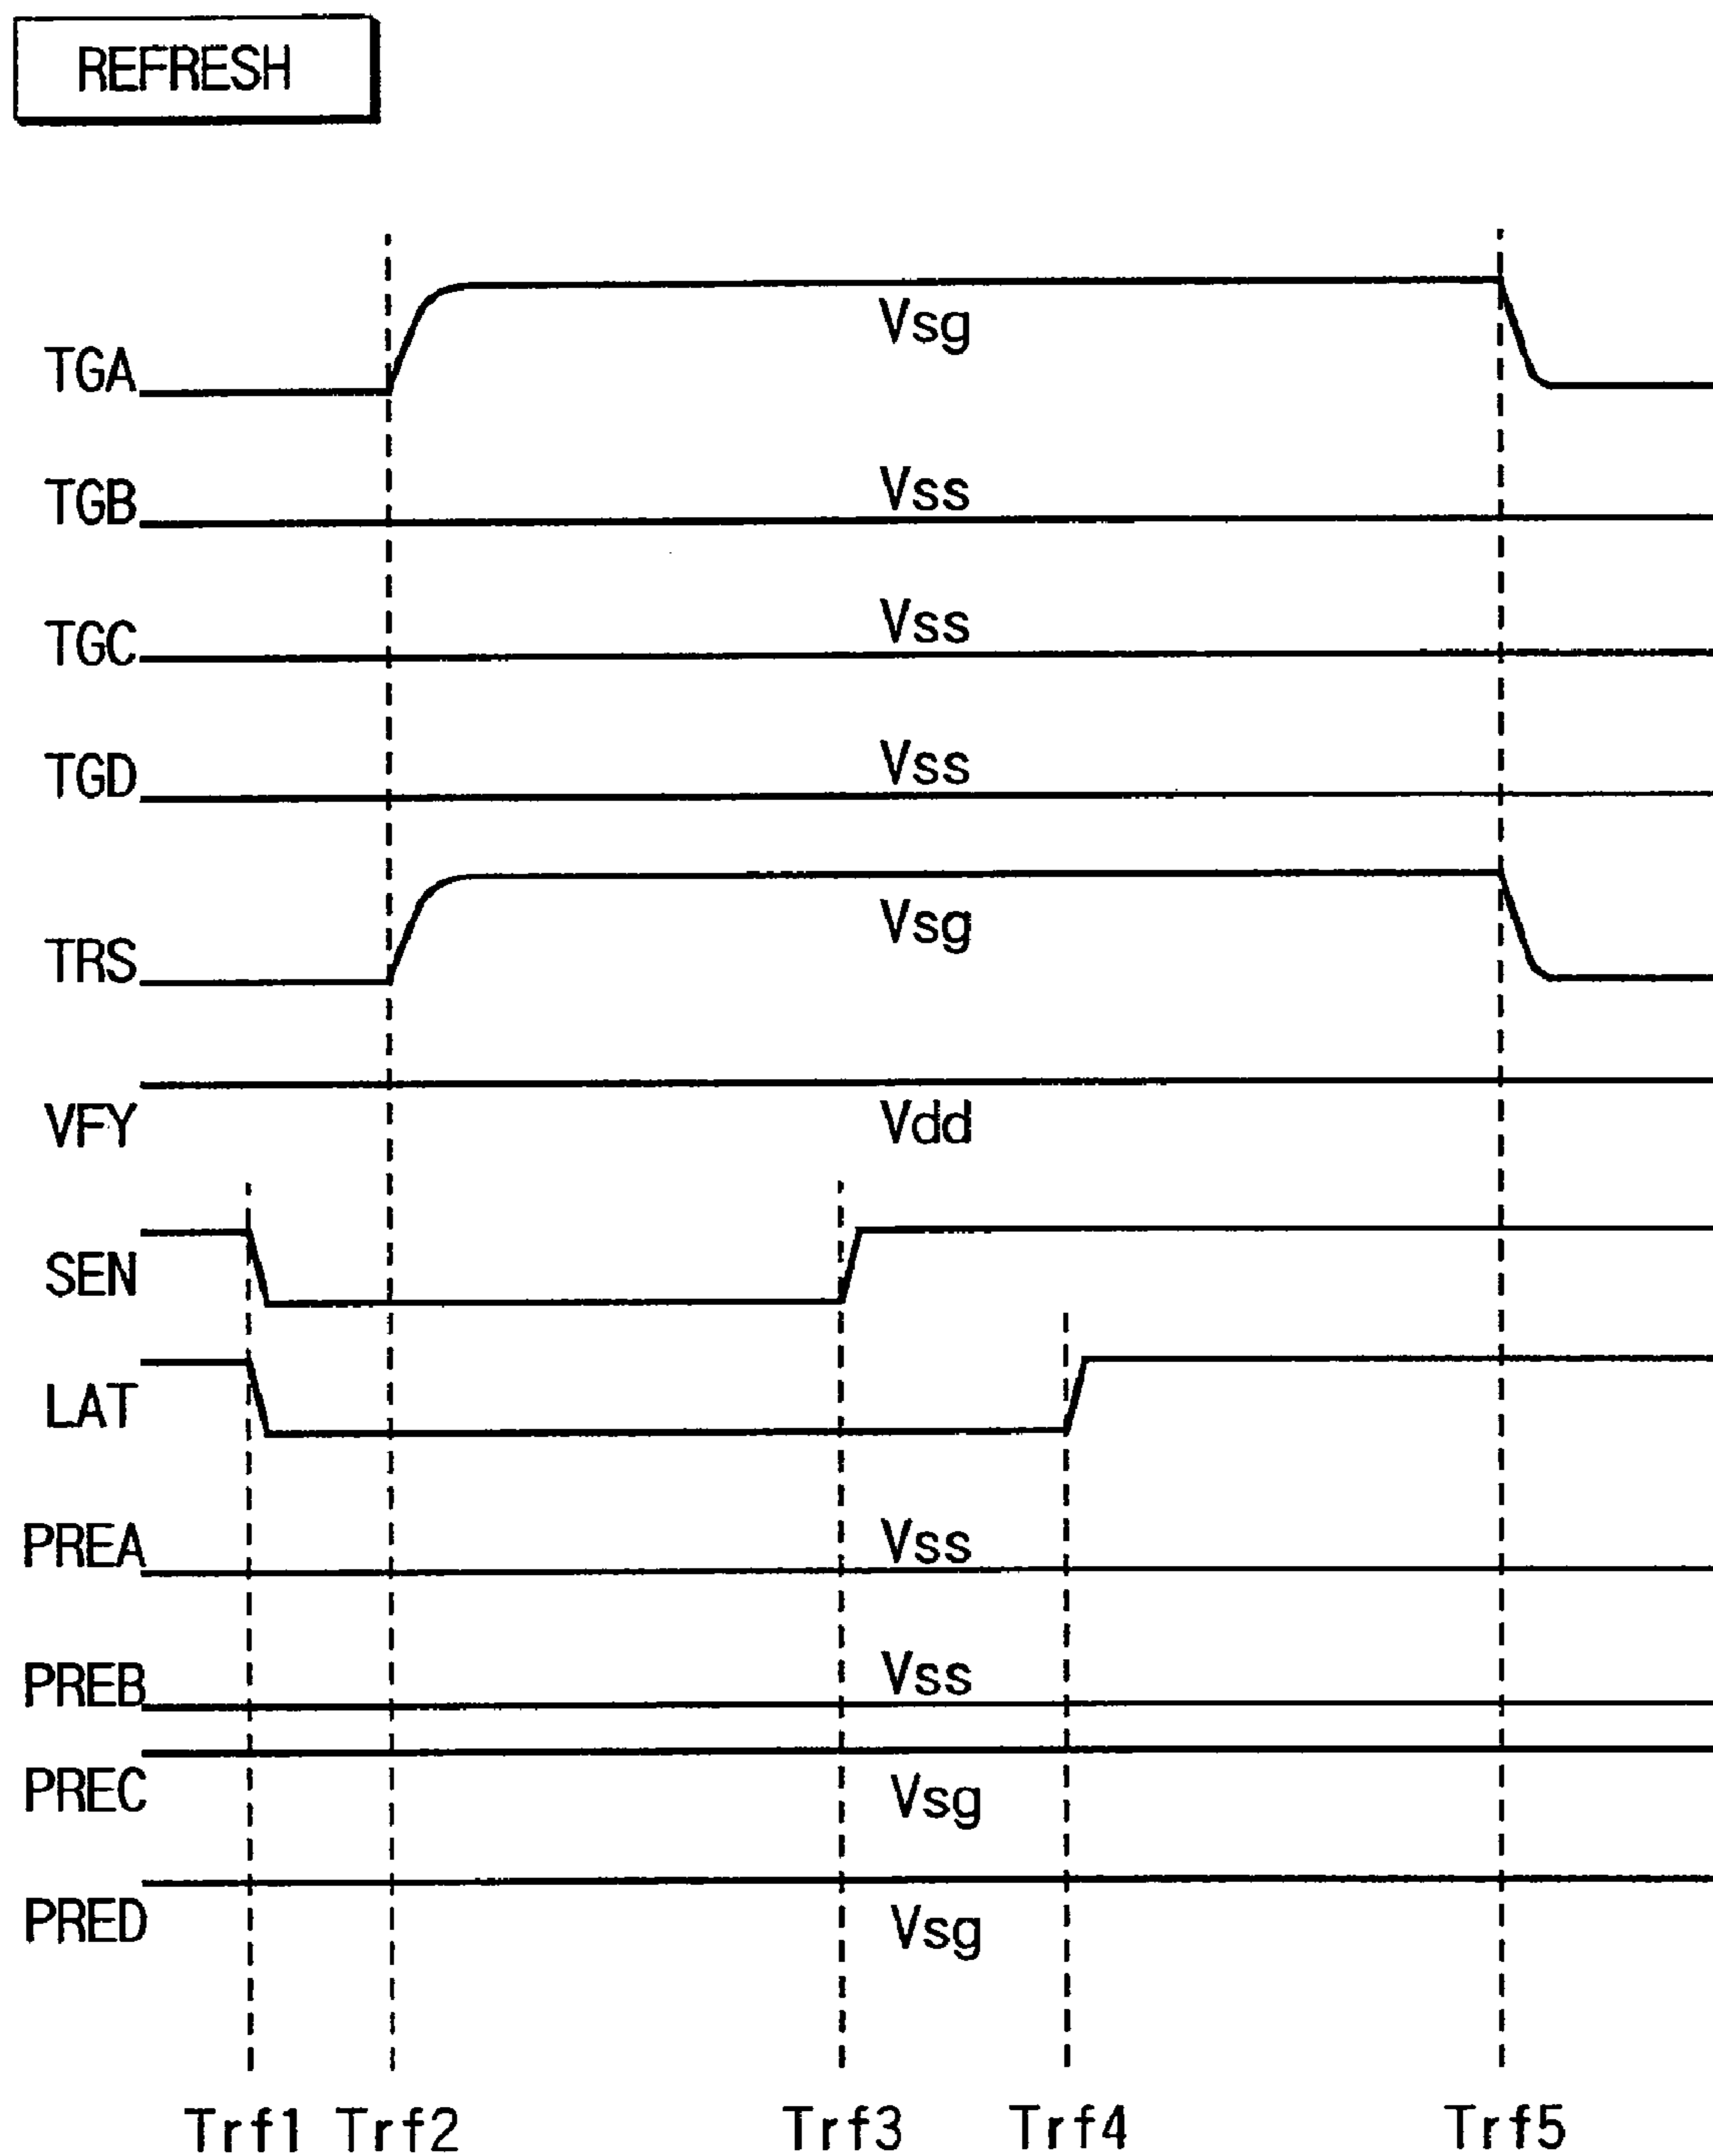 REFRESH
TGA Vsg
TGB Vss
TGC Vss
TGD Vss
TRS Vsg
VFY Vdd
SEN
LAT
PREA Vss
PREB Vss
PREC Vsg
PRED Vsg
Trf1 Trf2 Trf3 Trf4 Trf5